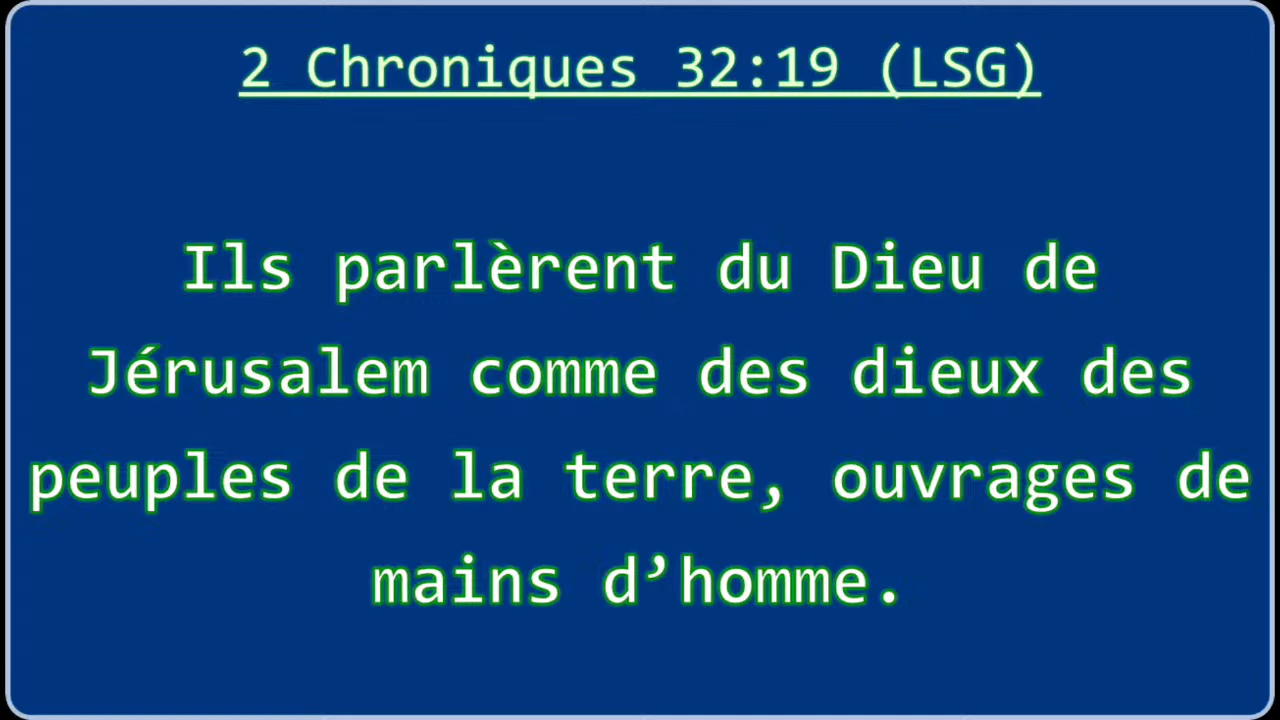 2 Chroniques 32:19 (LSG)
Ils parlèrent du Dieu de
Jérusalem comme des dieux des
peuples de la terre, ouvrages de
mains d’homme.